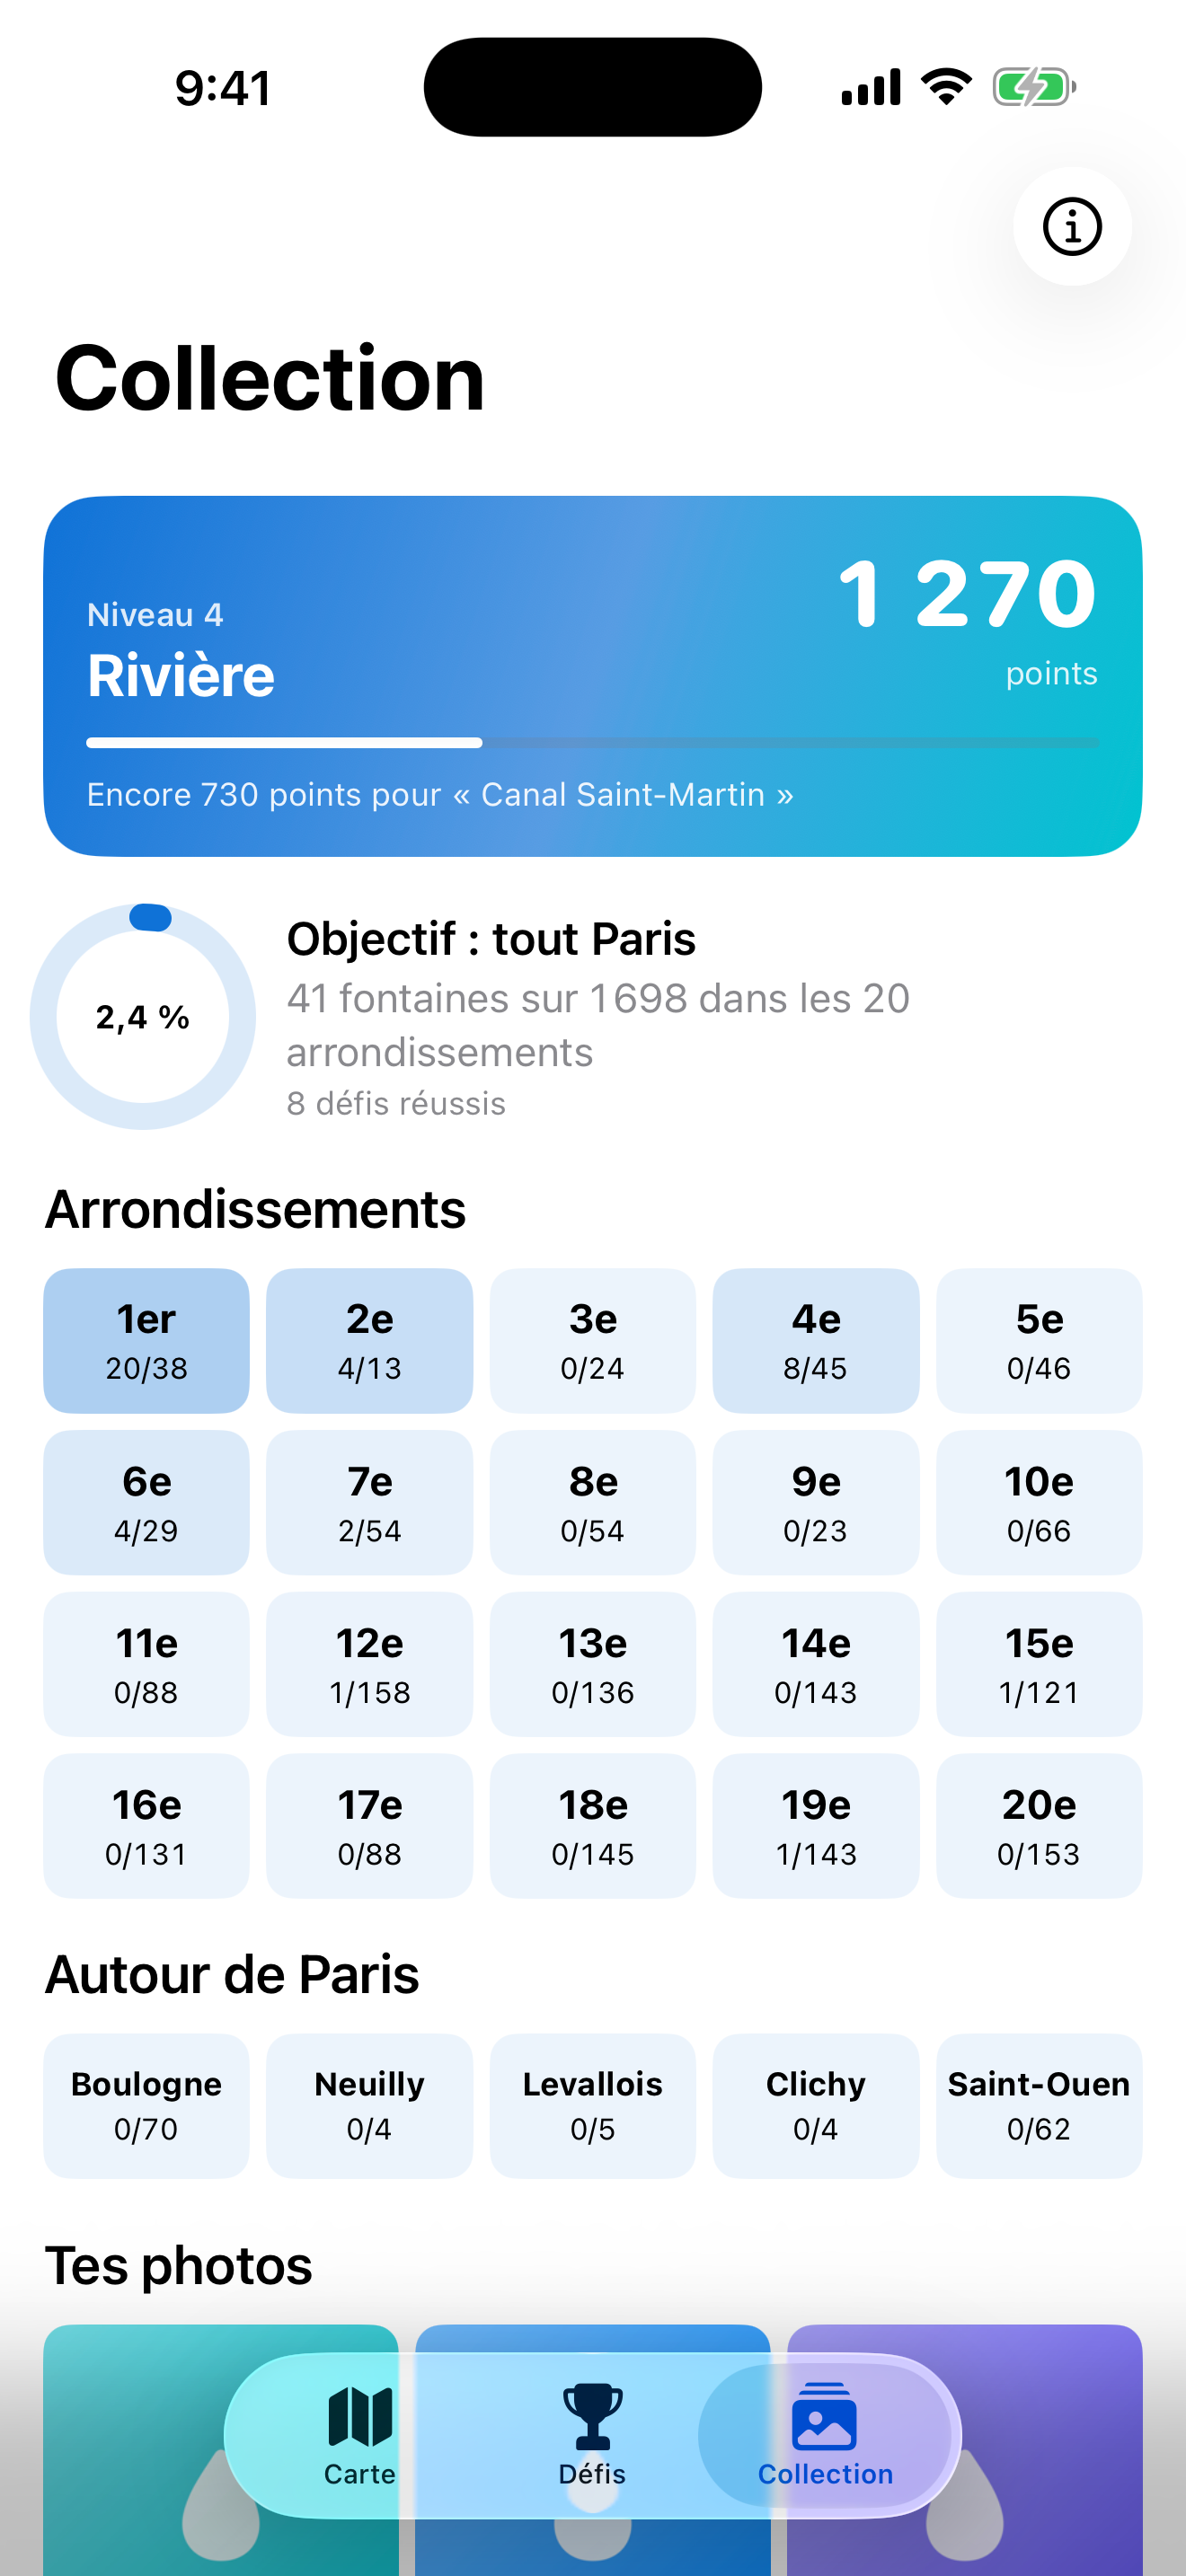 9:41
Collection
Niveau 4
Rivière
1 270
points
Encore 730 points pour « Canal Saint-Martin »
2,4 %
Objectif : tout Paris
41 fontaines sur 1 698 dans les 20
arrondissements
8 défis réussis
Arrondissements
1er 2e 3e 4e 5e
20/38 4/13 0/24 8/45 0/46
6e 7e 8e 9e 10e
4/29 2/54 0/54 0/23 0/66
11e 12e 13e 14e 15e
0/88 1/158 0/136 0/143 1/121
16e 17e 18e 19e 20e
0/131 0/88 0/145 1/143 0/153
Autour de Paris
Boulogne Neuilly Levallois Clichy Saint-Ouen
0/70 0/4 0/5 0/4 0/62
Tes photos
Carte Défis Collection